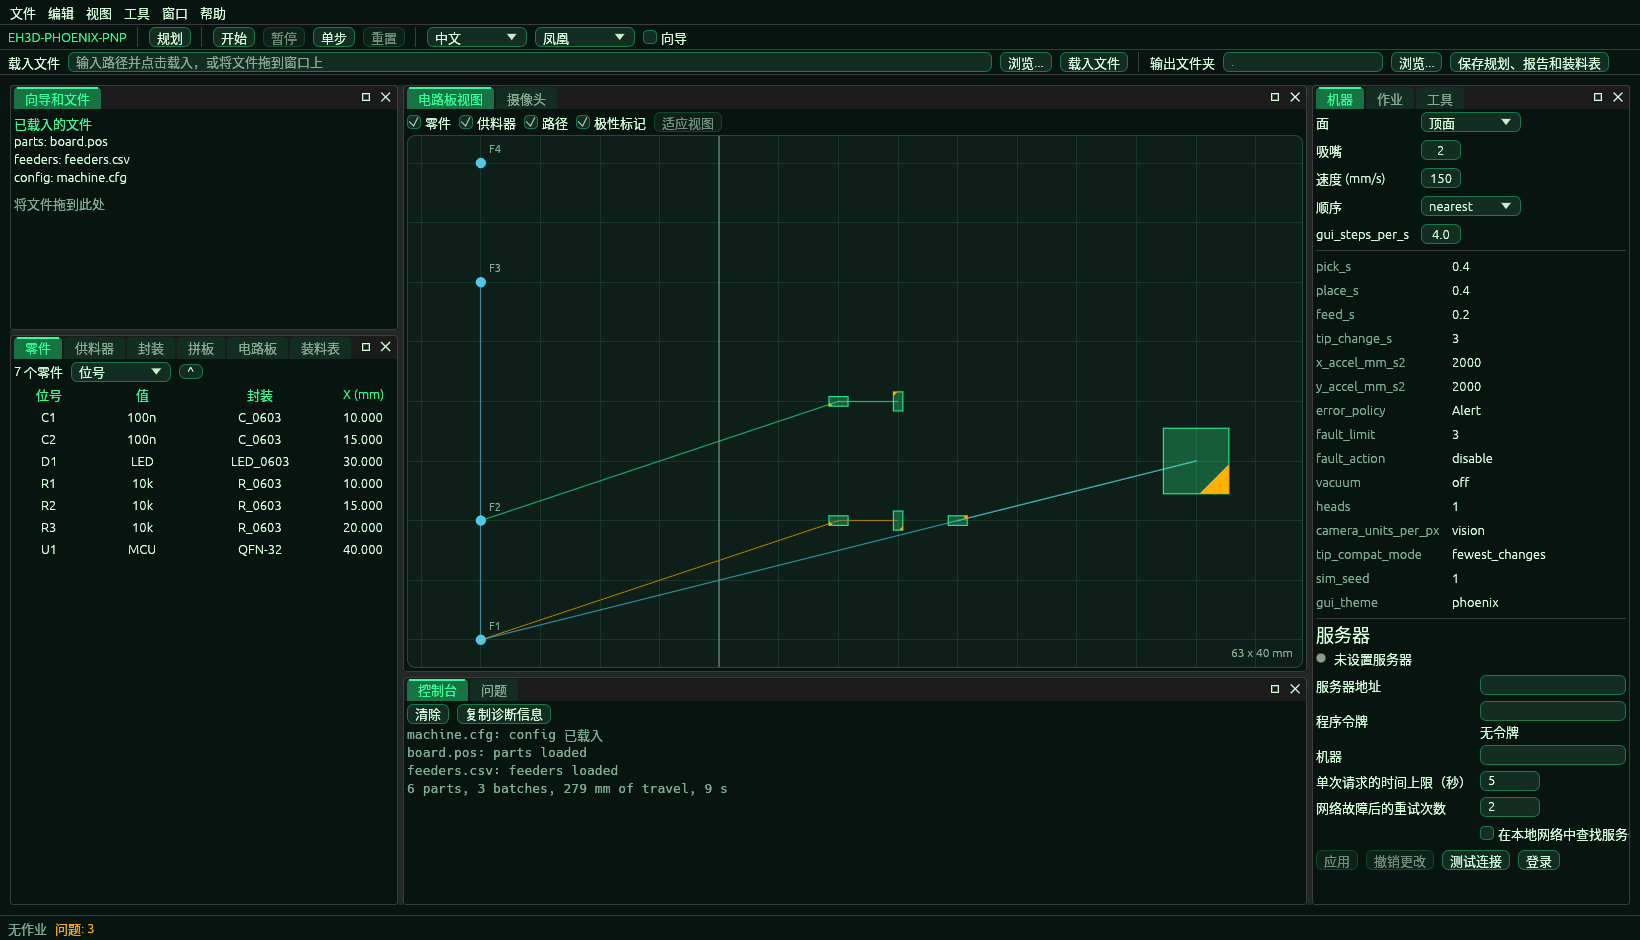 文件 编辑 视图 工具 窗口 帮助
EH3D-PHOENIX-PNP 规划 开始 暂停 单步 重置 中文 凤凰 向导
载入文件 输入路径并点击载入，或将文件拖到窗口上 浏览... 载入文件 输出文件夹 . 浏览... 保存规划、报告和装料表
向导和文件
已载入的文件
parts: board.pos
feeders: feeders.csv
config: machine.cfg
将文件拖到此处
零件 供料器 封装 拼板 电路板 装料表
7 个零件 位号 ^
位号 值 封装 X (mm)
C1 100n C_0603 10.000
C2 100n C_0603 15.000
D1 LED LED_0603 30.000
R1 10k R_0603 10.000
R2 10k R_0603 15.000
R3 10k R_0603 20.000
U1 MCU QFN-32 40.000
电路板视图 摄像头
零件 供料器 路径 极性标记 适应视图
F4
F3
F2
F1
63 x 40 mm
控制台 问题
清除 复制诊断信息
machine.cfg: config 已载入
board.pos: parts loaded
feeders.csv: feeders loaded
6 parts, 3 batches, 279 mm of travel, 9 s
机器 作业 工具
面 顶面
吸嘴 2
速度 (mm/s) 150
顺序 nearest
gui_steps_per_s 4.0
pick_s 0.4
place_s 0.4
feed_s 0.2
tip_change_s 3
x_accel_mm_s2 2000
y_accel_mm_s2 2000
error_policy Alert
fault_limit 3
fault_action disable
vacuum off
heads 1
camera_units_per_px vision
tip_compat_mode fewest_changes
sim_seed 1
gui_theme phoenix
服务器
未设置服务器
服务器地址
程序令牌
无令牌
机器
单次请求的时间上限（秒） 5
网络故障后的重试次数 2
在本地网络中查找服务
应用 撤销更改 测试连接 登录
无作业 问题: 3